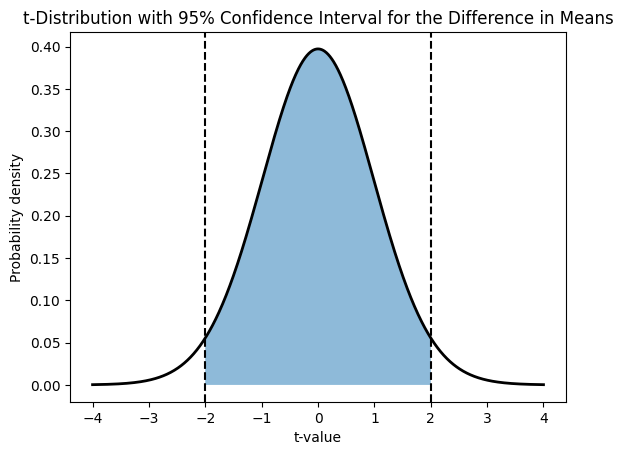 t-Distribution with 95% Confidence Interval for the Difference in Means
0.40
0.35
0.30
0.25
0.20
0.15
0.10
0.05
0.00
Probability density
−4 −3 −2 −1 0 1 2 3 4
t-value